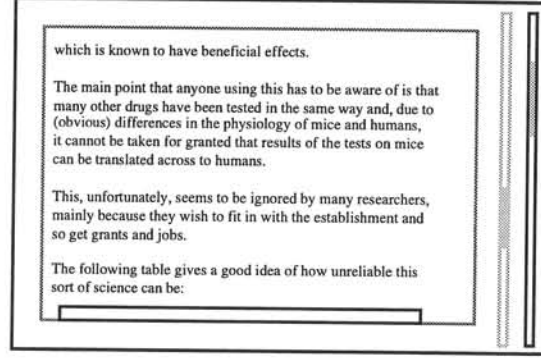 which is known to have beneficial effects.
The main point that anyone using this has to be aware of is that
many other drugs have been tested in the same way and, due to
(obvious) differences in the physiology of mice and humans,
it cannot be taken for granted that results of the tests on mice
can be translated across to humans.
This, unfortunately, seems to be ignored by many researchers,
mainly because they wish to fit in with the establishment and
so get grants and jobs.
The following table gives a good idea of how unreliable this
sort of science can be: